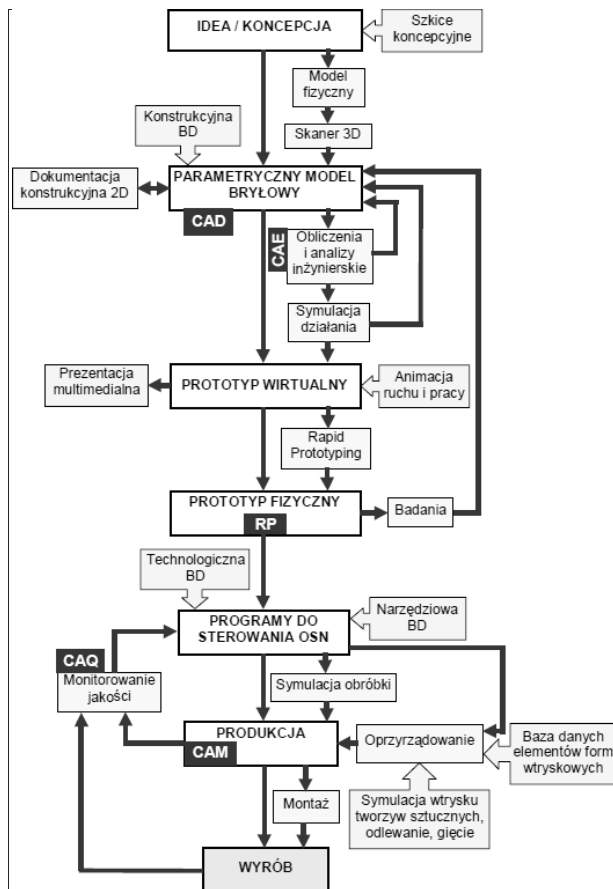 IDEA / KONCEPCJA
Szkice
koncepcyjne
Model
fizyczny
Konstrukcyjna
BD
Skaner 3D
Dokumentacja
konstrukcyjna 2D
PARAMETRYCZNY MODEL
BRYŁOWY
CAD
CAE
Obliczenia
i analizy
inżynierskie
Symulacja
działania
Prezentacja
multimedialna
PROTOTYP WIRTUALNY
Animacja
ruchu i pracy
Rapid
Prototyping
PROTOTYP FIZYCZNY
RP
Badania
Technologiczna
BD
PROGRAMY DO
STEROWANIA OSN
Narzędziowa
BD
CAQ
Monitorowanie
jakości
Symulacja obróbki
PRODUKCJA
CAM
Oprzyrządowanie
Baza danych
elementów form
wtryskowych
Montaż
Symulacja wtrysku
tworzyw sztucznych,
odlewanie, gięcie
WYRÓB